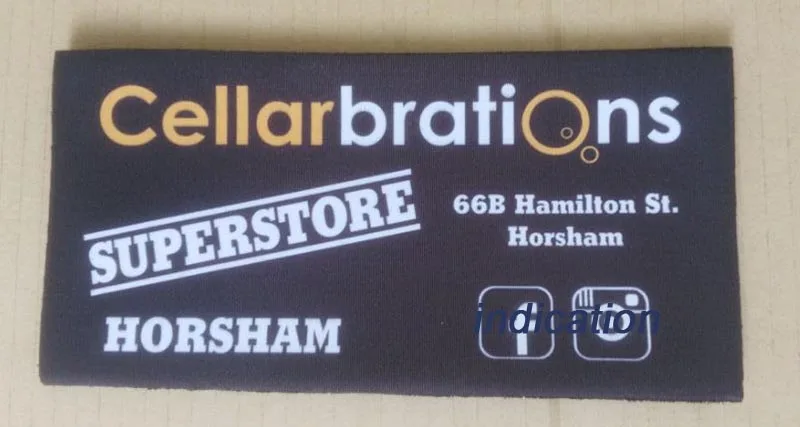 Cellarbrations
SUPERSTORE
HORSHAM
66B Hamilton St.
Horsham
indication